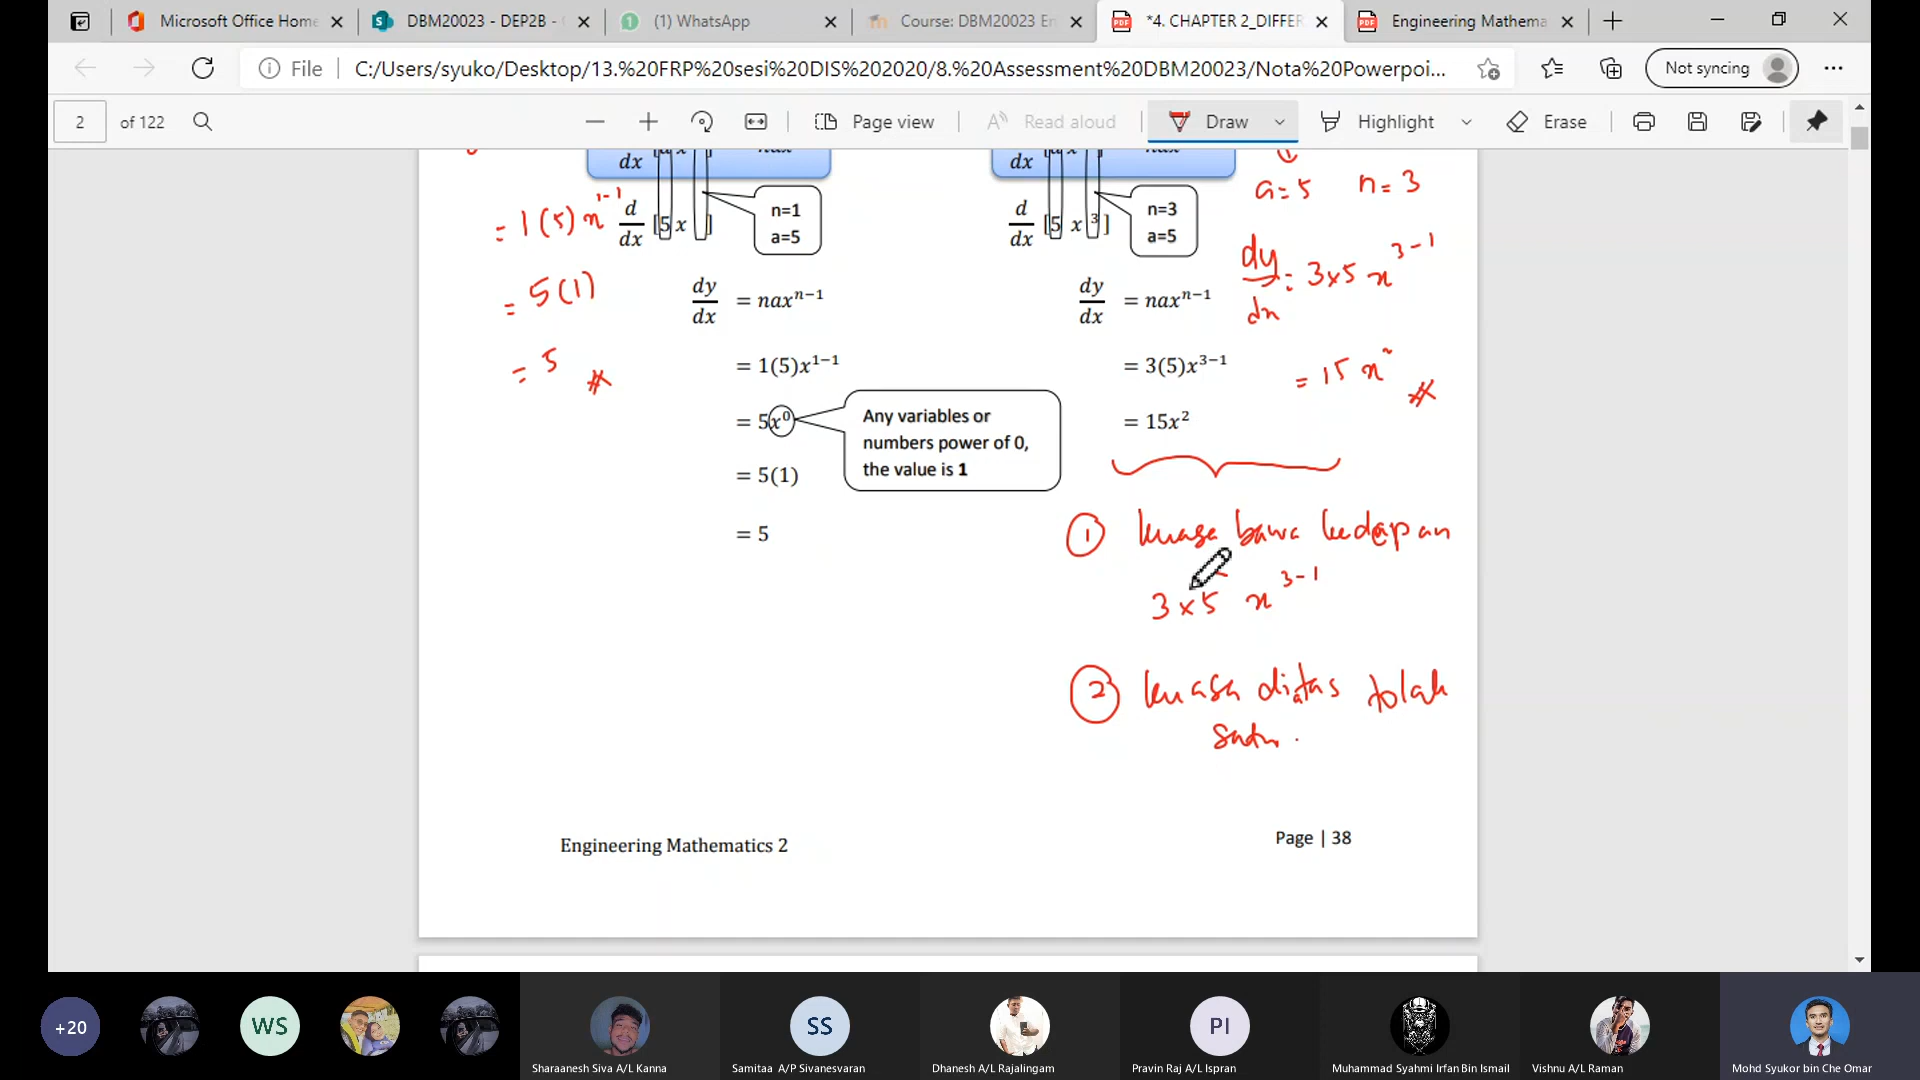 Microsoft Office Home
DBM20023 - DEP2B -
(1) WhatsApp
Course: DBM20023 En
*4. CHAPTER 2_DIFFER
Engineering Mathema
File
C:/Users/syuko/Desktop/13.%20FRP%20sesi%20DIS%202020/8.%20Assessment%20DBM20023/Nota%20Powerpoi...
Not syncing
2 of 122
Page view
Read aloud
Draw
Highlight
Erase
= 1(5)x^{1-1}
= 5(1)
= 5 #
d/dx [5 x ]
n=1
a=5
dy/dx = nax^{n−1}
= 1(5)x^{1−1}
= 5x^0
Any variables or
numbers power of 0,
the value is 1
= 5(1)
= 5
d/dx [5 x^3]
n=3
a=5
dy/dx = nax^{n−1}
= 3(5)x^{3−1}
= 15x^2
a=5 n=3
dy/dx = 3×5 x^{3-1}
= 15x^2 #
① kuasa bawa kedapan
3×5 x^{3-1}
② kuasa diatas tolak
satu.
Engineering Mathematics 2
Page | 38
+20
WS
SS
PI
Sharaanesh Siva A/L Kanna
Samitaa A/P Sivanesvaran
Dhanesh A/L Rajalingam
Pravin Raj A/L Ispran
Muhammad Syahmi Irfan Bin Ismail
Vishnu A/L Raman
Mohd Syukor bin Che Omar